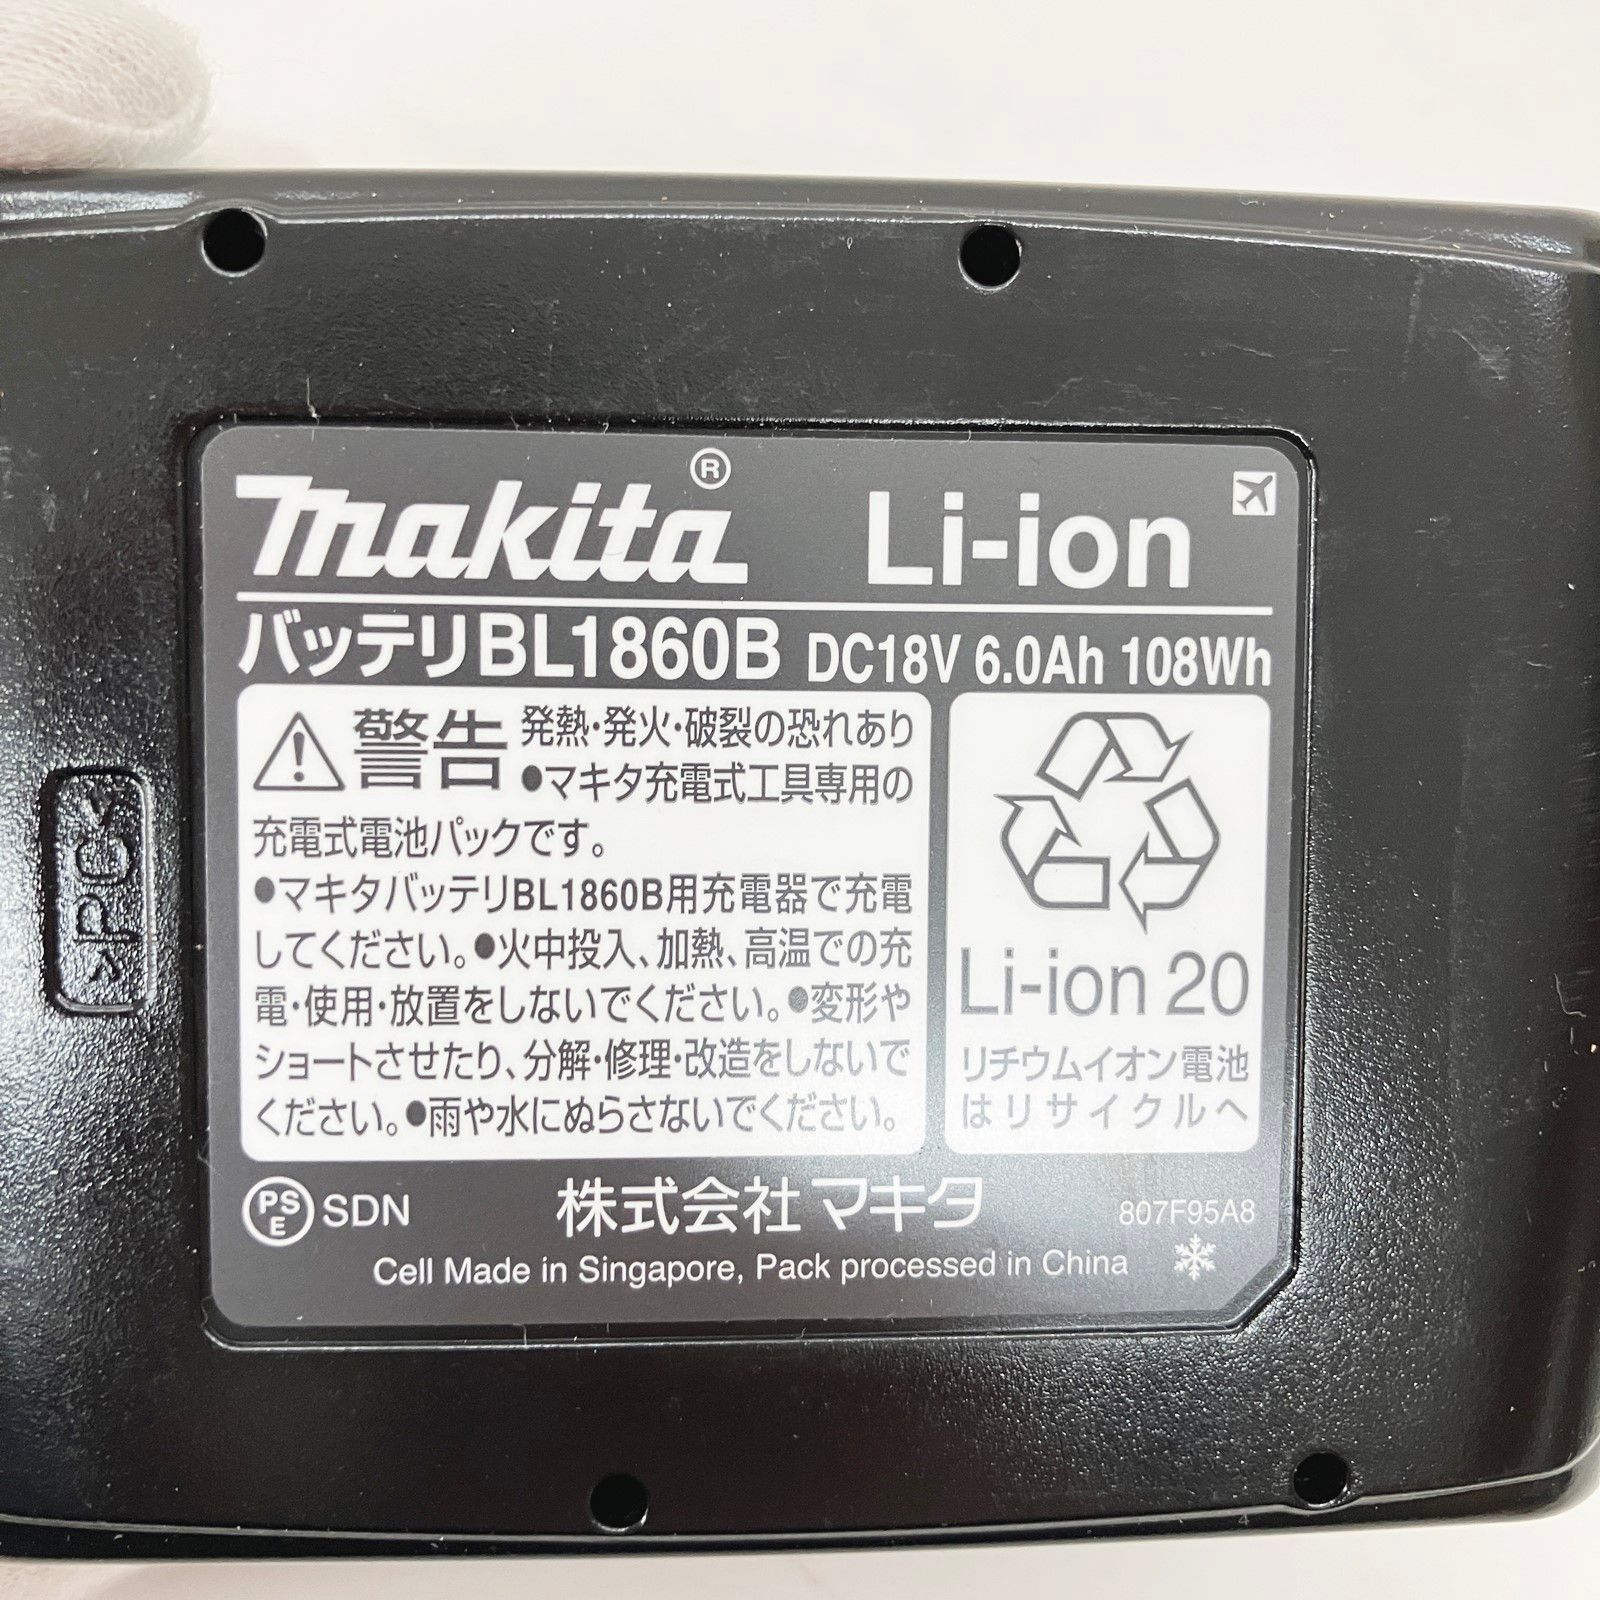 makita® Li-ion
バッテリBL1860B DC18V 6.0Ah 108Wh
警告 発熱・発火・破裂の恐れあり
●マキタ充電式工具専用の
充電式電池パックです。
●マキタバッテリBL1860B用充電器で充電
してください。●火中投入、加熱、高温での充
電・使用・放置をしないでください。●変形や
ショートさせたり、分解・修理・改造をしないで
ください。●雨や水にぬらさないでください。
Li-ion 20
リチウムイオン電池
はリサイクルへ
PS
E
SDN
株式会社マキタ
807F95A8
Cell Made in Singapore, Pack processed in China
>PC<
4